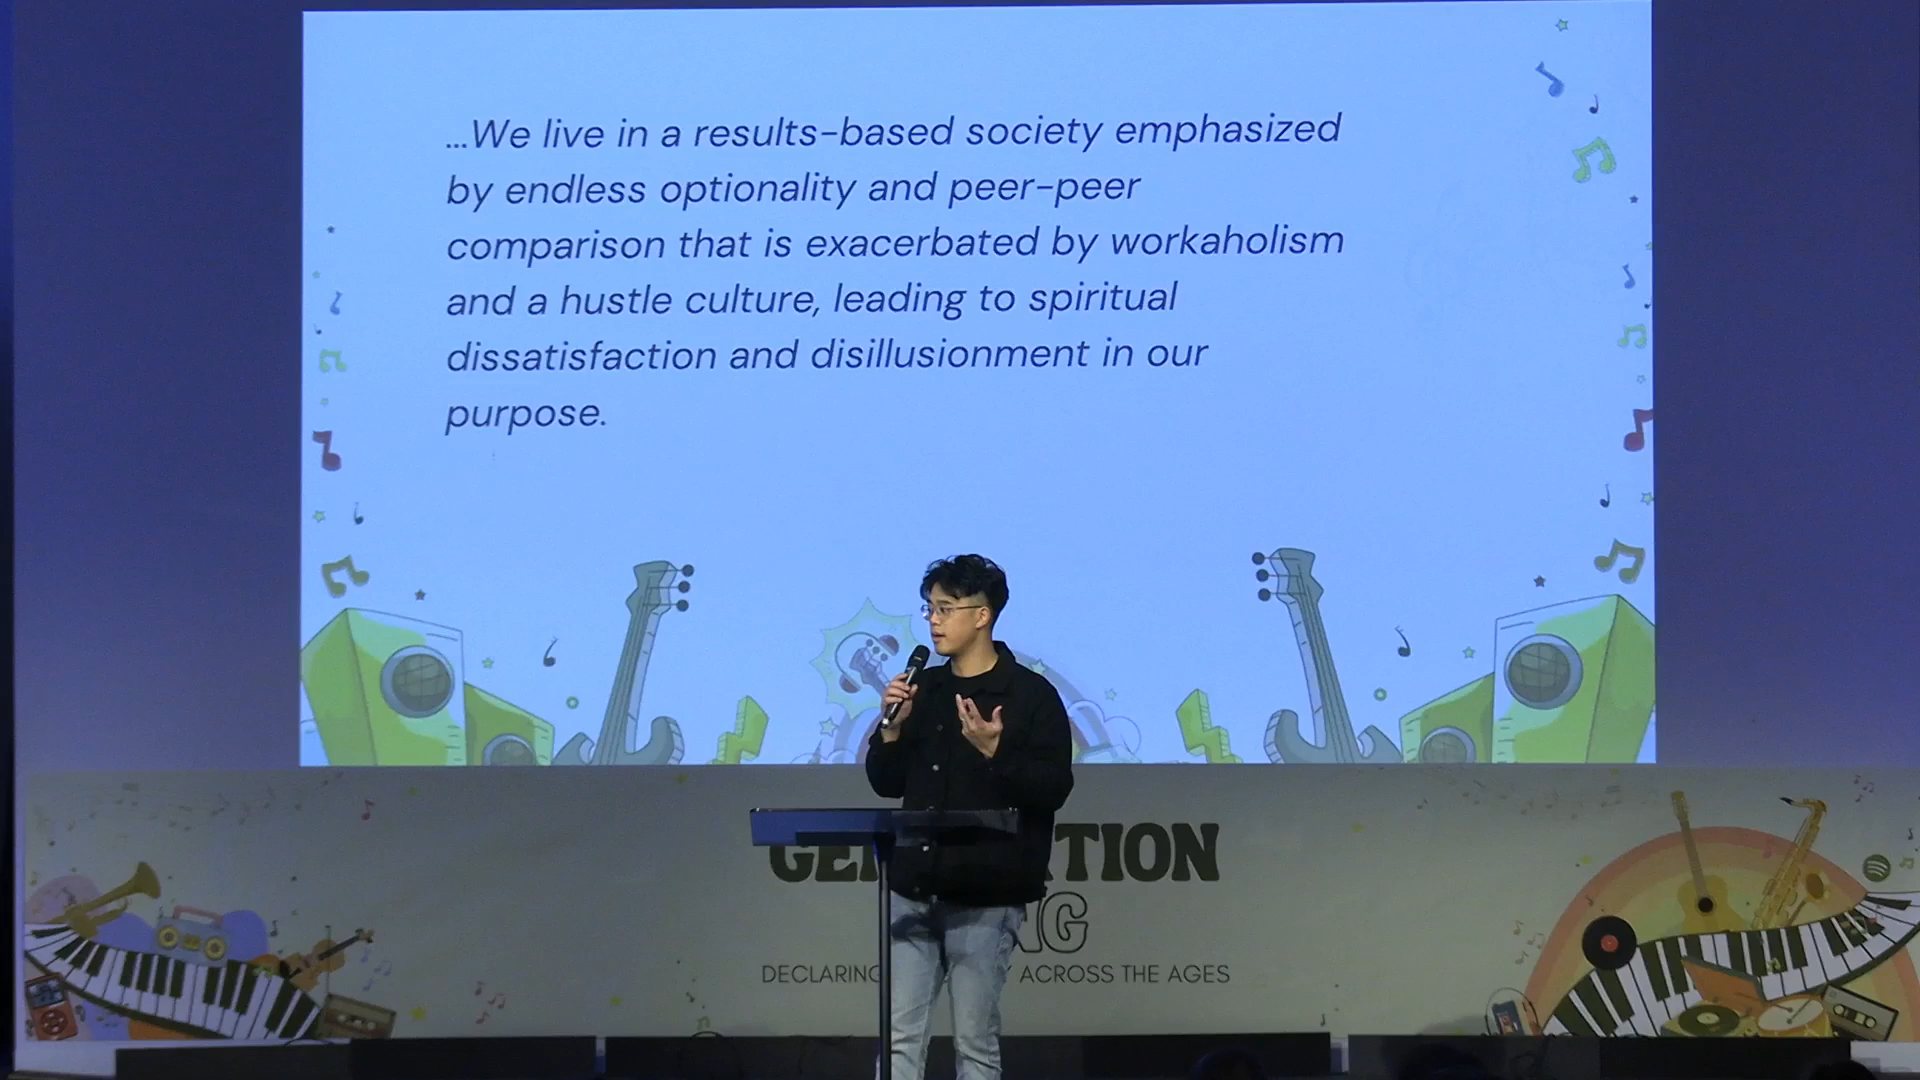 ...We live in a results-based society emphasized
by endless optionality and peer-peer
comparison that is exacerbated by workaholism
and a hustle culture, leading to spiritual
dissatisfaction and disillusionment in our
purpose.
DECLARING ACROSS THE AGES